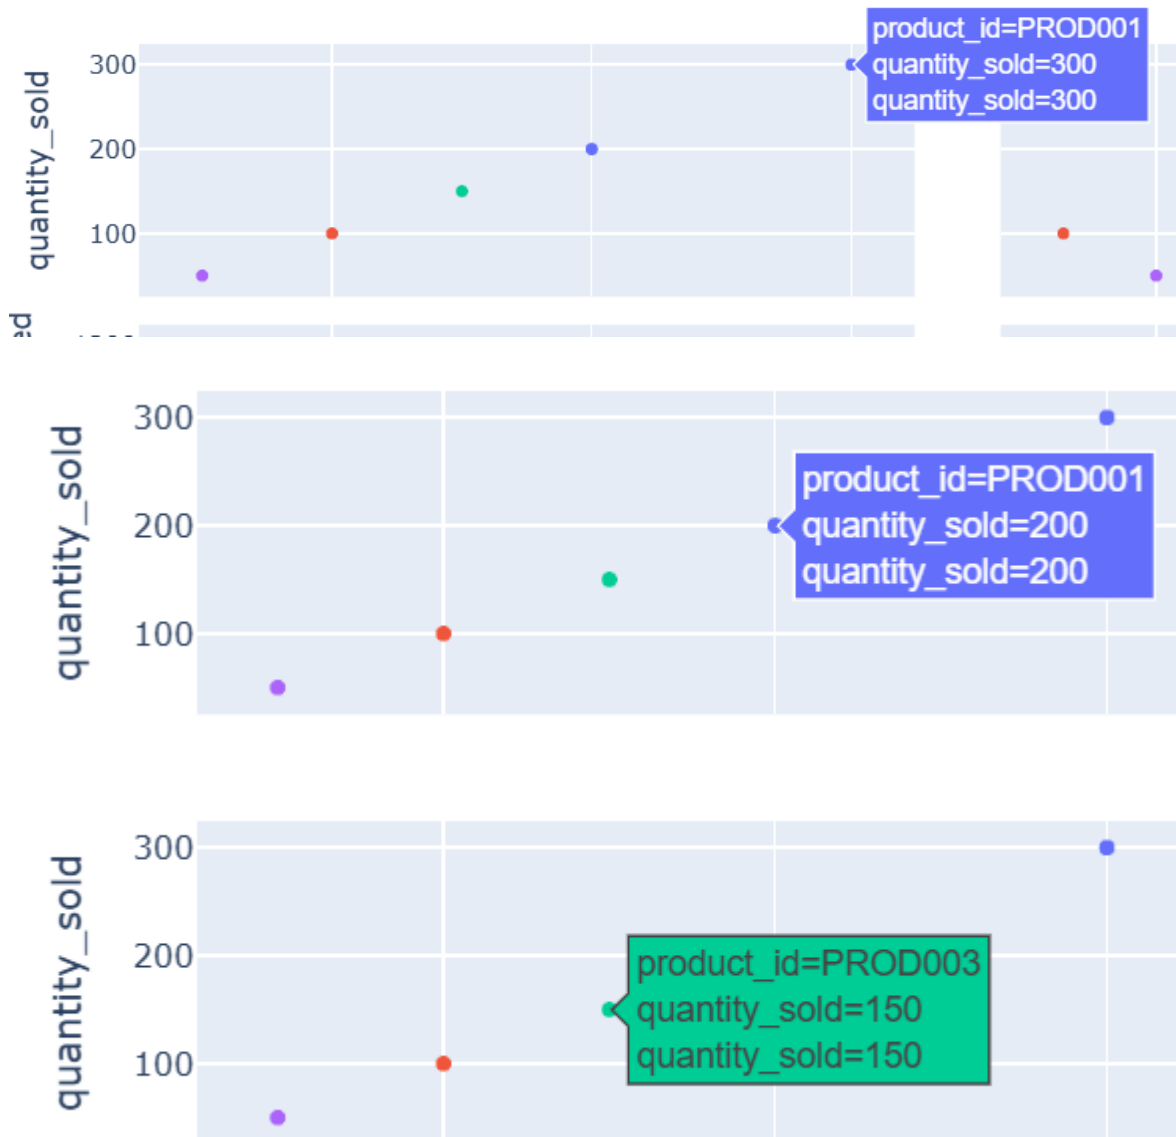 product_id=PROD001
quantity_sold=300
quantity_sold=300
quantity_sold
300
200
100
ed
quantity_sold
300
200
100
product_id=PROD001
quantity_sold=200
quantity_sold=200
quantity_sold
300
200
100
product_id=PROD003
quantity_sold=150
quantity_sold=150